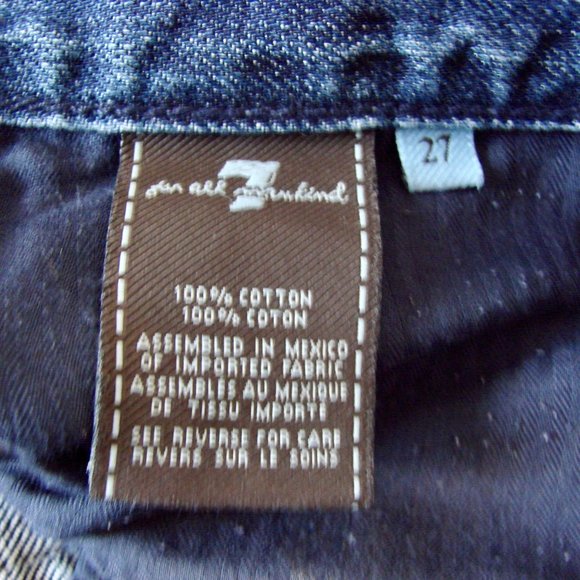 7
for all mankind
27
100% COTTON
100% COTON
ASSEMBLED IN MEXICO
OF IMPORTED FABRIC
ASSEMBLES AU MEXIQUE
DE TISSU IMPORTE
SEE REVERSE FOR CARE
REVERS SUR LE SOINS